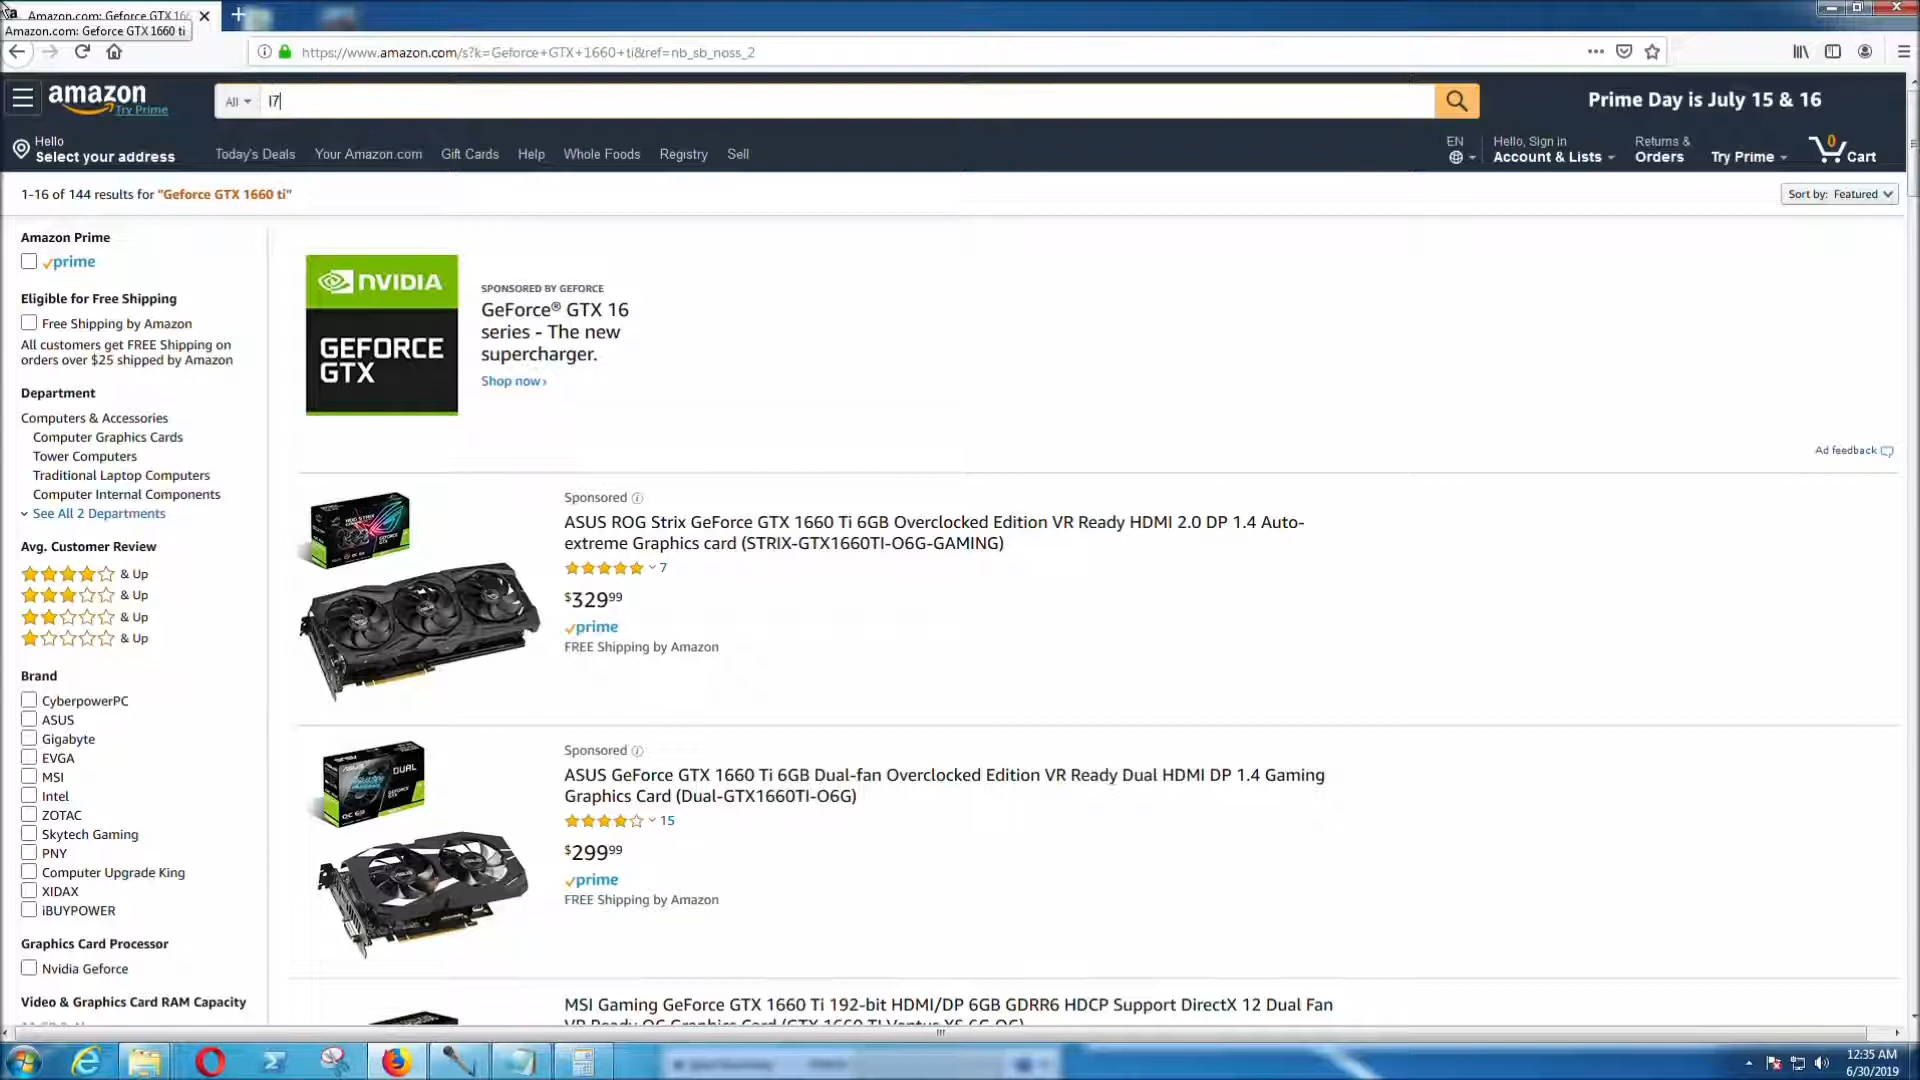 Amazon.com: Geforce GTX 166
Amazon.com: Geforce GTX 1660 ti
https://www.amazon.com/s?k=Geforce+GTX+1660+ti&ref=nb_sb_noss_2
amazon
Try Prime
All
I7
Prime Day is July 15 & 16
Hello
Select your address
Today's Deals Your Amazon.com Gift Cards Help Whole Foods Registry Sell
EN
Hello, Sign in
Account & Lists
Returns &
Orders
Try Prime
0
Cart
1-16 of 144 results for "Geforce GTX 1660 ti"
Sort by: Featured
Amazon Prime
prime
Eligible for Free Shipping
Free Shipping by Amazon
All customers get FREE Shipping on
orders over $25 shipped by Amazon
Department
Computers & Accessories
Computer Graphics Cards
Tower Computers
Traditional Laptop Computers
Computer Internal Components
See All 2 Departments
Avg. Customer Review
& Up
& Up
& Up
& Up
Brand
CyberpowerPC
ASUS
Gigabyte
EVGA
MSI
Intel
ZOTAC
Skytech Gaming
PNY
Computer Upgrade King
XIDAX
iBUYPOWER
Graphics Card Processor
Nvidia Geforce
Video & Graphics Card RAM Capacity
NVIDIA
GEFORCE
GTX
SPONSORED BY GEFORCE
GeForce® GTX 16
series - The new
supercharger.
Shop now›
Ad feedback
Sponsored
ASUS ROG Strix GeForce GTX 1660 Ti 6GB Overclocked Edition VR Ready HDMI 2.0 DP 1.4 Auto-
extreme Graphics card (STRIX-GTX1660TI-O6G-GAMING)
7
$32999
prime
FREE Shipping by Amazon
Sponsored
ASUS GeForce GTX 1660 Ti 6GB Dual-fan Overclocked Edition VR Ready Dual HDMI DP 1.4 Gaming
Graphics Card (Dual-GTX1660TI-O6G)
15
$29999
prime
FREE Shipping by Amazon
DUAL
MSI Gaming GeForce GTX 1660 Ti 192-bit HDMI/DP 6GB GDRR6 HDCP Support DirectX 12 Dual Fan
VR Ready OC Graphics Card (GTX 1660 TI Ventus XS 6G OC)
12:35 AM
6/30/2019